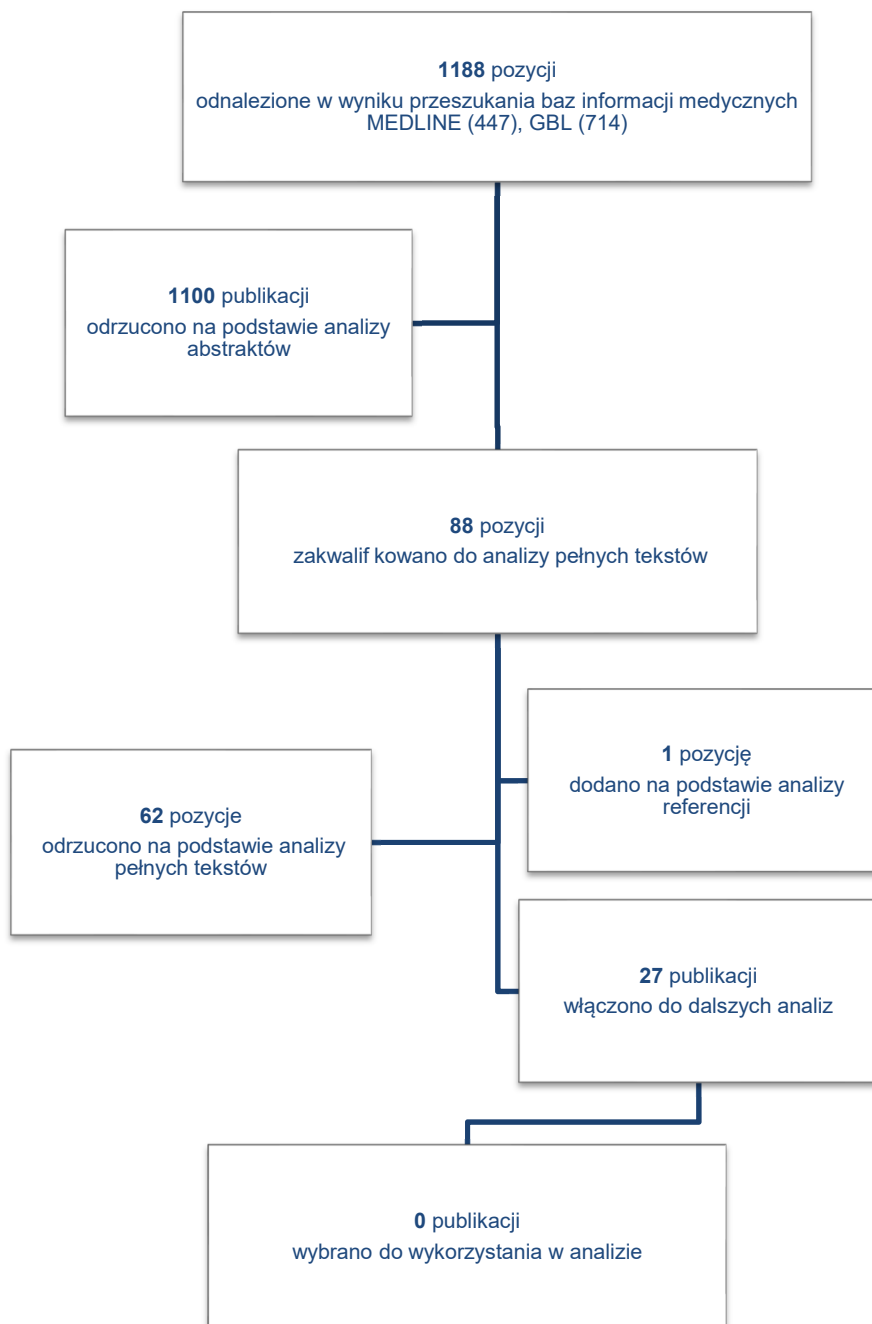 1188 pozycji
odnalezione w wyniku przeszukania baz informacji medycznych
MEDLINE (447), GBL (714)
1100 publikacji
odrzucono na podstawie analizy
abstraktów
88 pozycji
zakwalif kowano do analizy pełnych tekstów
1 pozycję
dodano na podstawie analizy
referencji
62 pozycje
odrzucono na podstawie analizy
pełnych tekstów
27 publikacji
włączono do dalszych analiz
0 publikacji
wybrano do wykorzystania w analizie